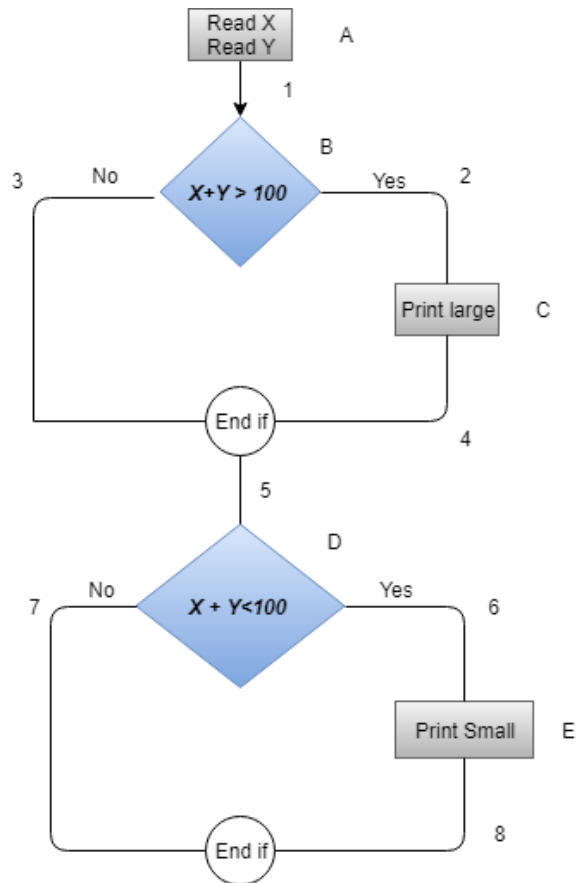 Read X
Read Y
A
1
B
3
No
X+Y > 100
Yes
2
Print large
C
End if
4
5
D
7
No
X + Y<100
Yes
6
Print Small
E
8
End if